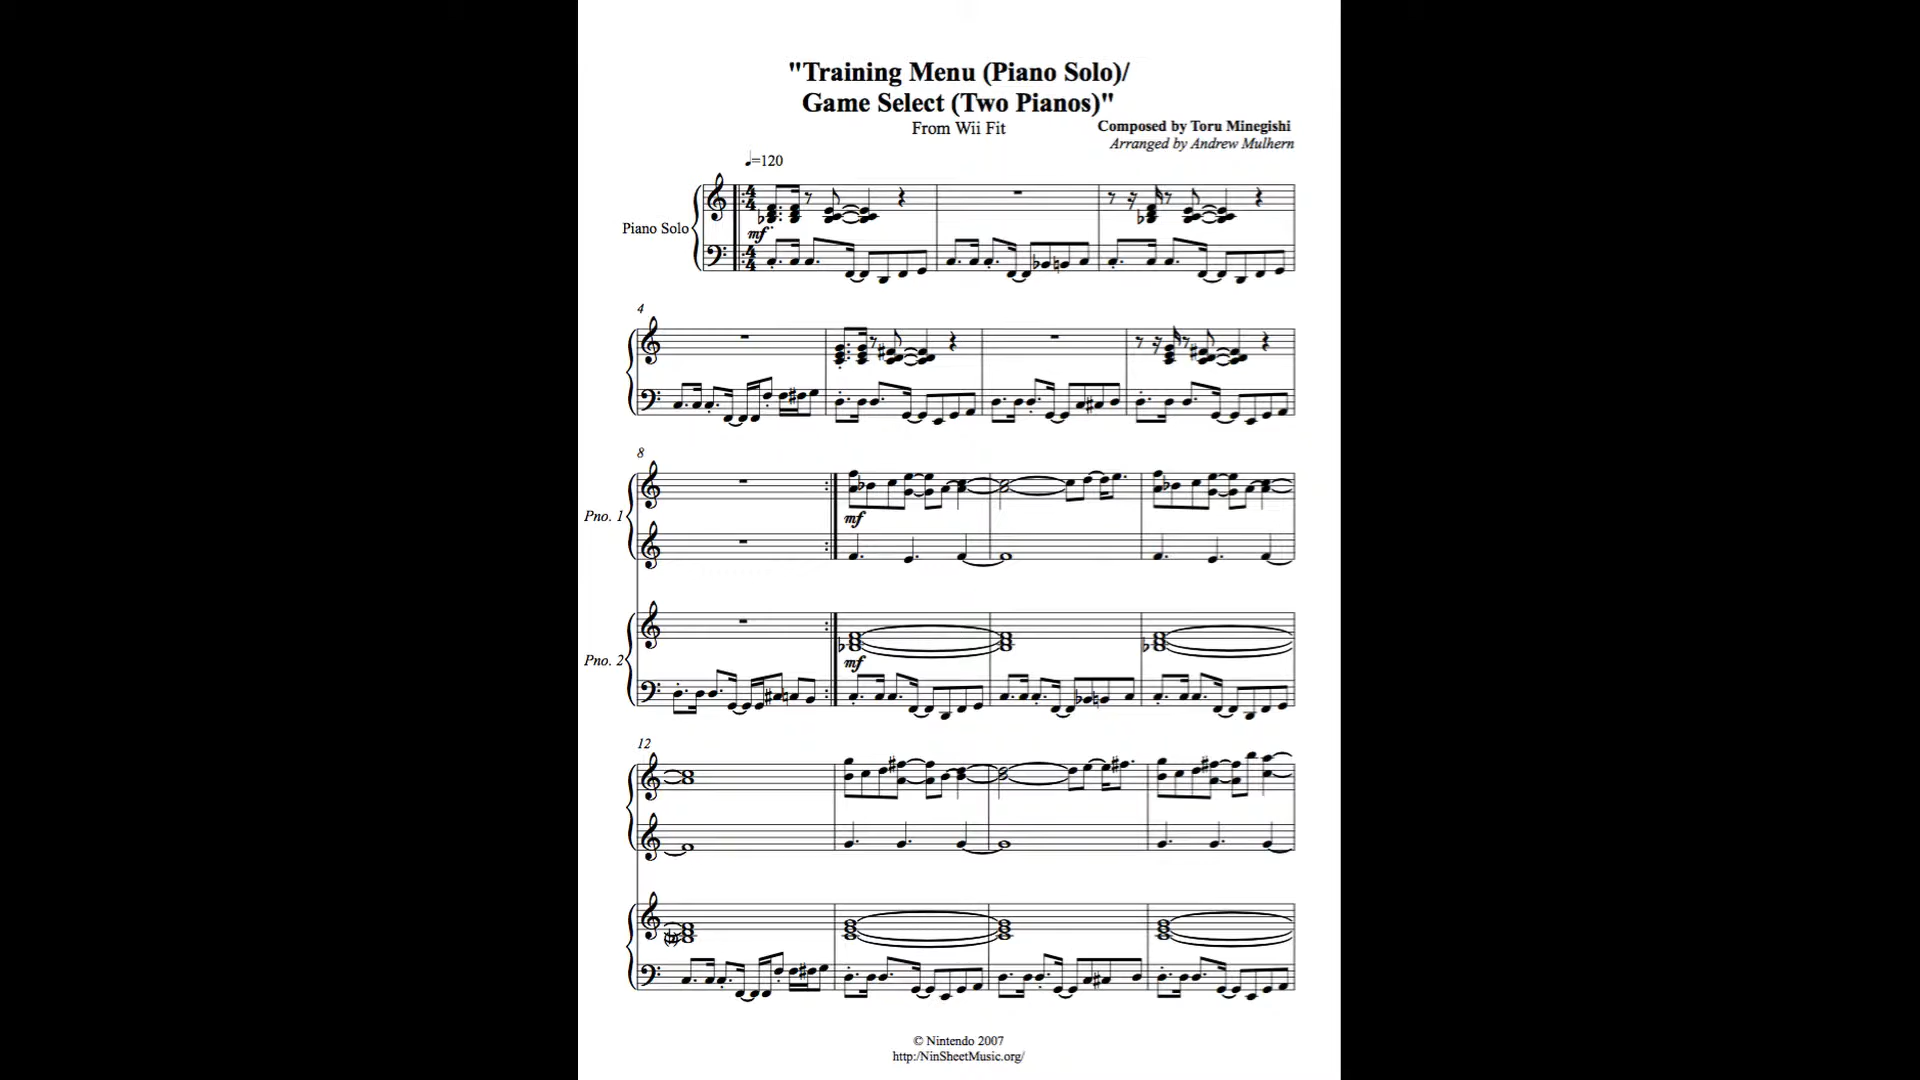 "Training Menu (Piano Solo)/
Game Select (Two Pianos)"
From Wii Fit
Composed by Toru Minegishi
Arranged by Andrew Mulhern
=120
Piano Solo
mf
4
8
Pno. 1
mf
Pno. 2
mf
12
© Nintendo 2007
http:/NinSheetMusic.org/